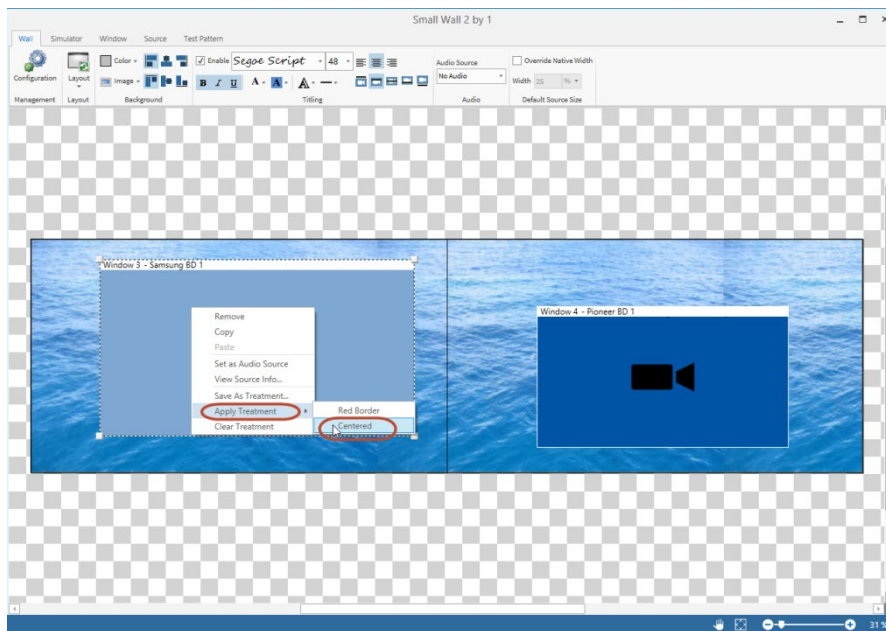 Small Wall 2 by 1
Wall Simulator Window Source Test Pattern
Configuration
Management
Layout
Layout
Color
Image
Background
Enable Segoe Script 48
B I U A A A
Titling
Audio Source
No Audio
Audio
Override Native Width
Width 25 %
Default Source Size
Window 3 - Samsung BD 1
Remove
Copy
Paste
Set as Audio Source
View Source Info...
Save As Treatment...
Apply Treatment
Clear Treatment
Red Border
Centered
Window 4 - Pioneer BD 1
31 %